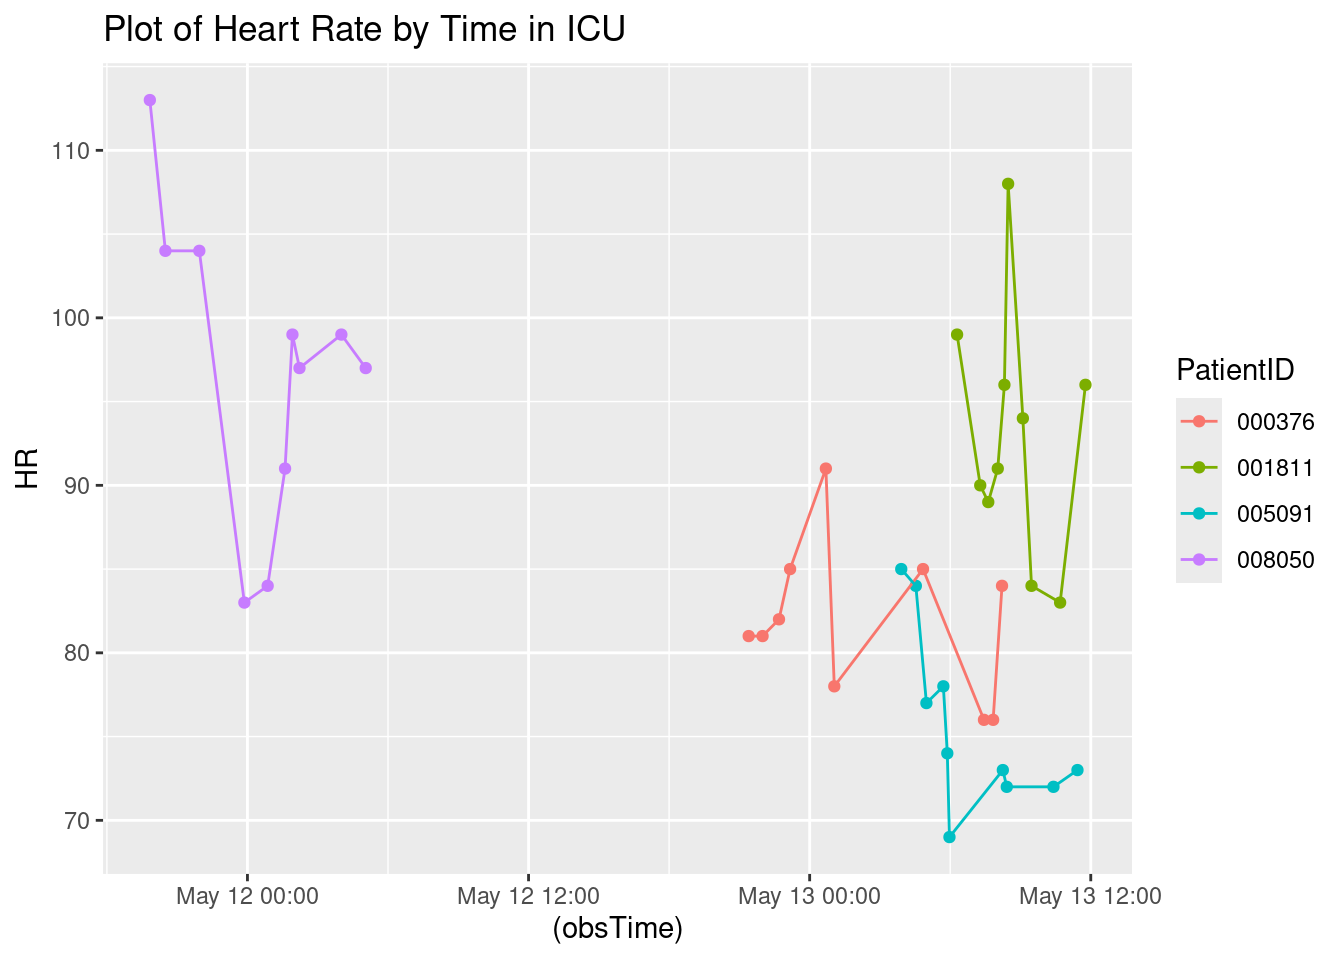 Plot of Heart Rate by Time in ICU
HR
110
100
90
80
70
May 12 00:00
May 12 12:00
May 13 00:00
May 13 12:00
(obsTime)
PatientID
000376
001811
005091
008050